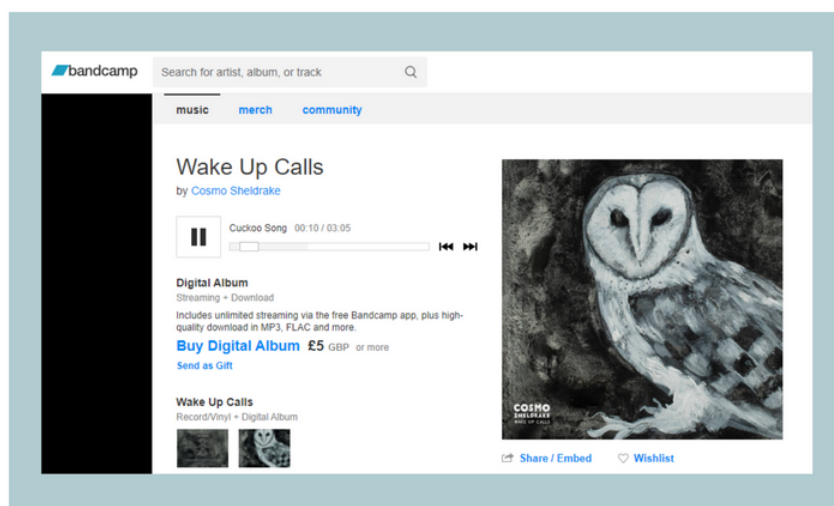 bandcamp
Search for artist, album, or track
music merch community
Wake Up Calls
by Cosmo Sheldrake
Cuckoo Song 00:10 / 03:05
Digital Album
Streaming + Download
Includes unlimited streaming via the free Bandcamp app, plus high-
quality download in MP3, FLAC and more.
Buy Digital Album £5 GBP or more
Send as Gift
Wake Up Calls
Record/Vinyl + Digital Album
COSMO
SHELDRAKE
WAKE UP CALLS
Share / Embed Wishlist